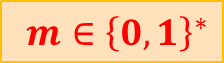 m ∈ {0, 1}*